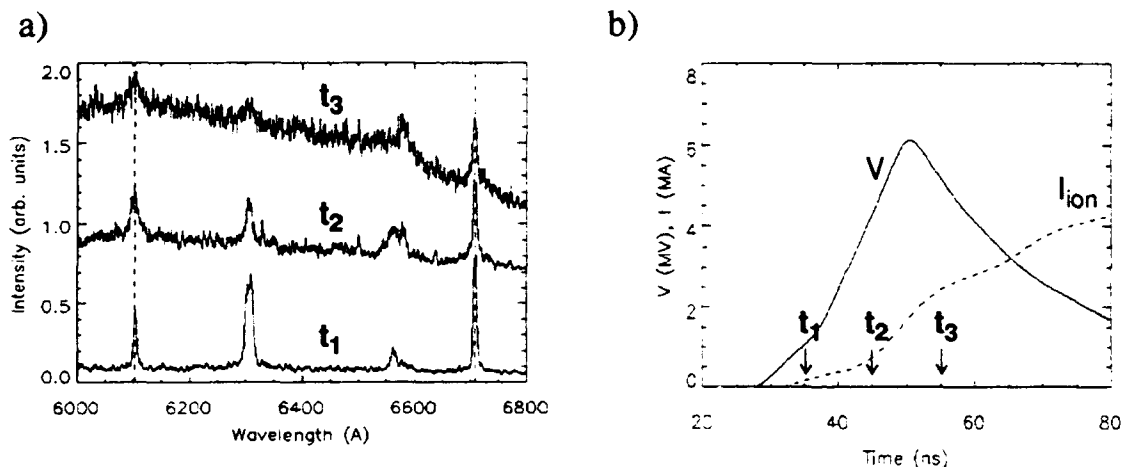 a)
Intensity (arb. units)
2.0
1.5
1.0
0.5
0.0
t3
t2
t1
6000 6200 6400 6600 6800
Wavelength (A)
b)
V (MV), I (MA)
8
6
4
2
0
V
Iion
t1 t2 t3
20 40 60 80
Time (ns)